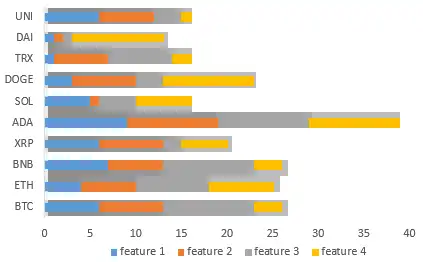 UNI
DAI
TRX
DOGE
SOL
ADA
XRP
BNB
ETH
BTC
0 5 10 15 20 25 30 35 40
feature 1 feature 2 feature 3 feature 4